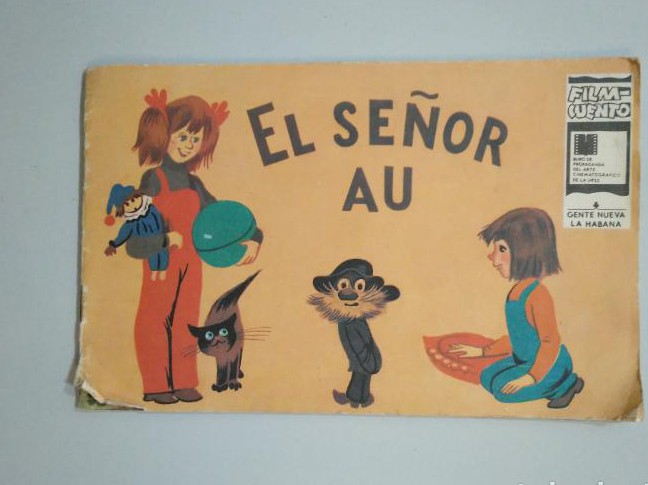 EL SEÑOR
AU
FILM-
CUENTO
BURÓ DE
PROPAGANDA
DEL ARTE
CINEMATOGRÁFICO
DE LA URSS
GENTE NUEVA
LA HABANA